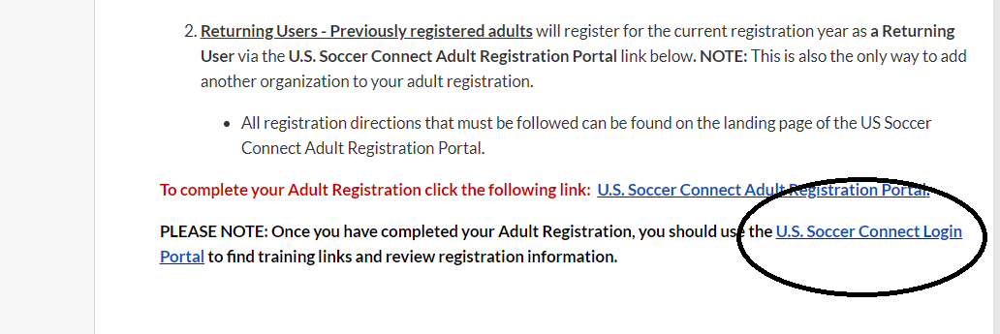 2. Returning Users - Previously registered adults will register for the current registration year as a Returning
User via the U.S. Soccer Connect Adult Registration Portal link below. NOTE: This is also the only way to add
another organization to your adult registration.
• All registration directions that must be followed can be found on the landing page of the US Soccer
Connect Adult Registration Portal.
To complete your Adult Registration click the following link: U.S. Soccer Connect Adult Registration Portal.
PLEASE NOTE: Once you have completed your Adult Registration, you should use the U.S. Soccer Connect Login
Portal to find training links and review registration information.